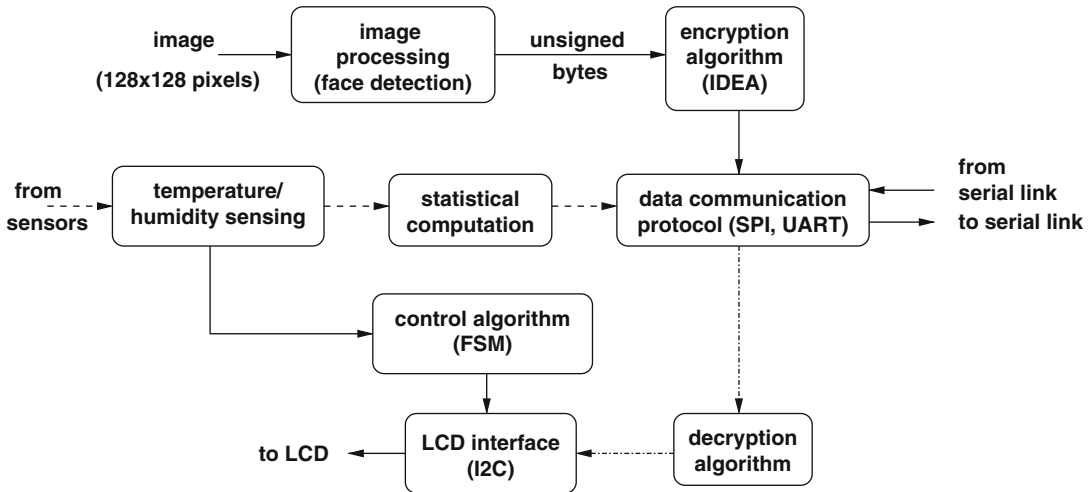 image
(128x128 pixels)
image
processing
(face detection)
unsigned
bytes
encryption
algorithm
(IDEA)
from
sensors
temperature/
humidity sensing
statistical
computation
data communication
protocol (SPI, UART)
from
serial link
to serial link
control algorithm
(FSM)
to LCD
LCD interface
(I2C)
decryption
algorithm